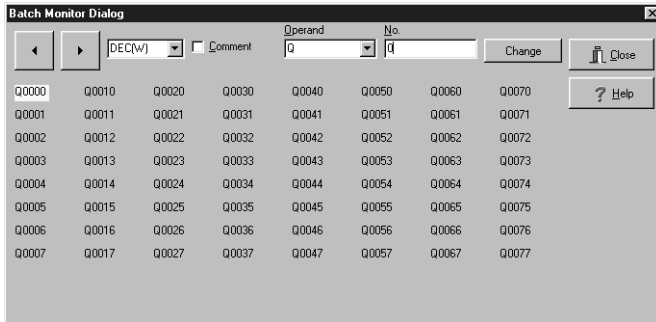 Batch Monitor Dialog
Operand No.
DEC(W) Comment Q 0 Change Close
Q0000 Q0010 Q0020 Q0030 Q0040 Q0050 Q0060 Q0070 Help
Q0001 Q0011 Q0021 Q0031 Q0041 Q0051 Q0061 Q0071
Q0002 Q0012 Q0022 Q0032 Q0042 Q0052 Q0062 Q0072
Q0003 Q0013 Q0023 Q0033 Q0043 Q0053 Q0063 Q0073
Q0004 Q0014 Q0024 Q0034 Q0044 Q0054 Q0064 Q0074
Q0005 Q0015 Q0025 Q0035 Q0045 Q0055 Q0065 Q0075
Q0006 Q0016 Q0026 Q0036 Q0046 Q0056 Q0066 Q0076
Q0007 Q0017 Q0027 Q0037 Q0047 Q0057 Q0067 Q0077